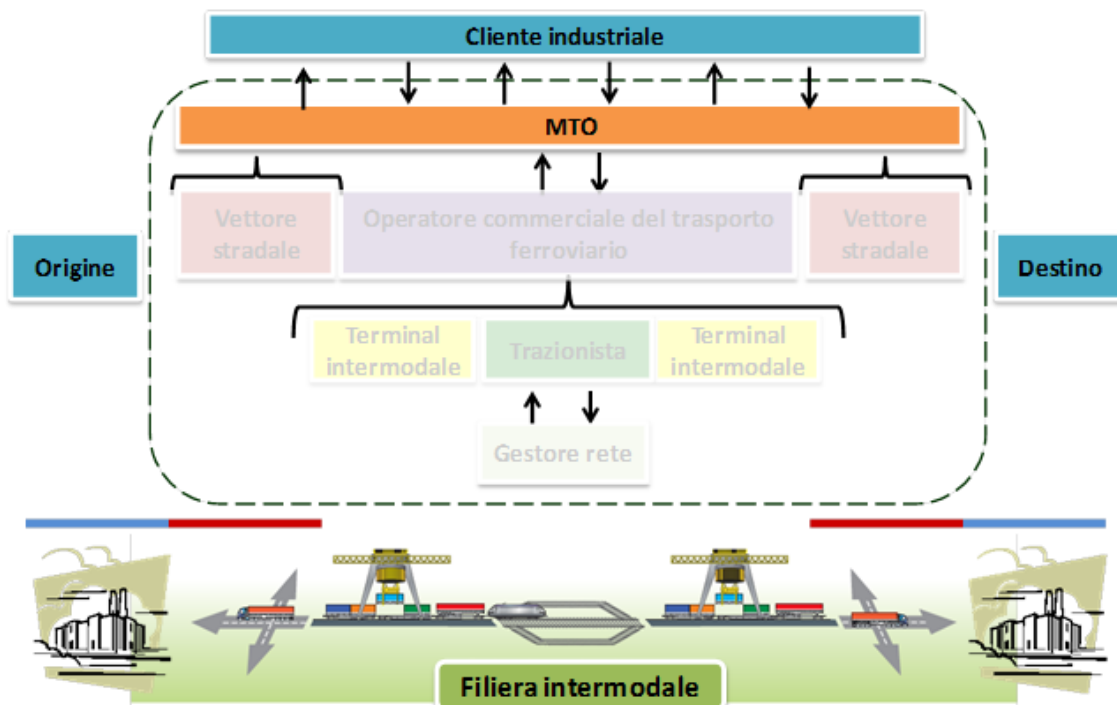 Cliente industriale
MTO
Vettore
stradale
Operatore commerciale del trasporto
ferroviario
Vettore
stradale
Origine
Destino
Terminal
intermodale
Trazionista
Terminal
intermodale
Gestore rete
Filiera intermodale